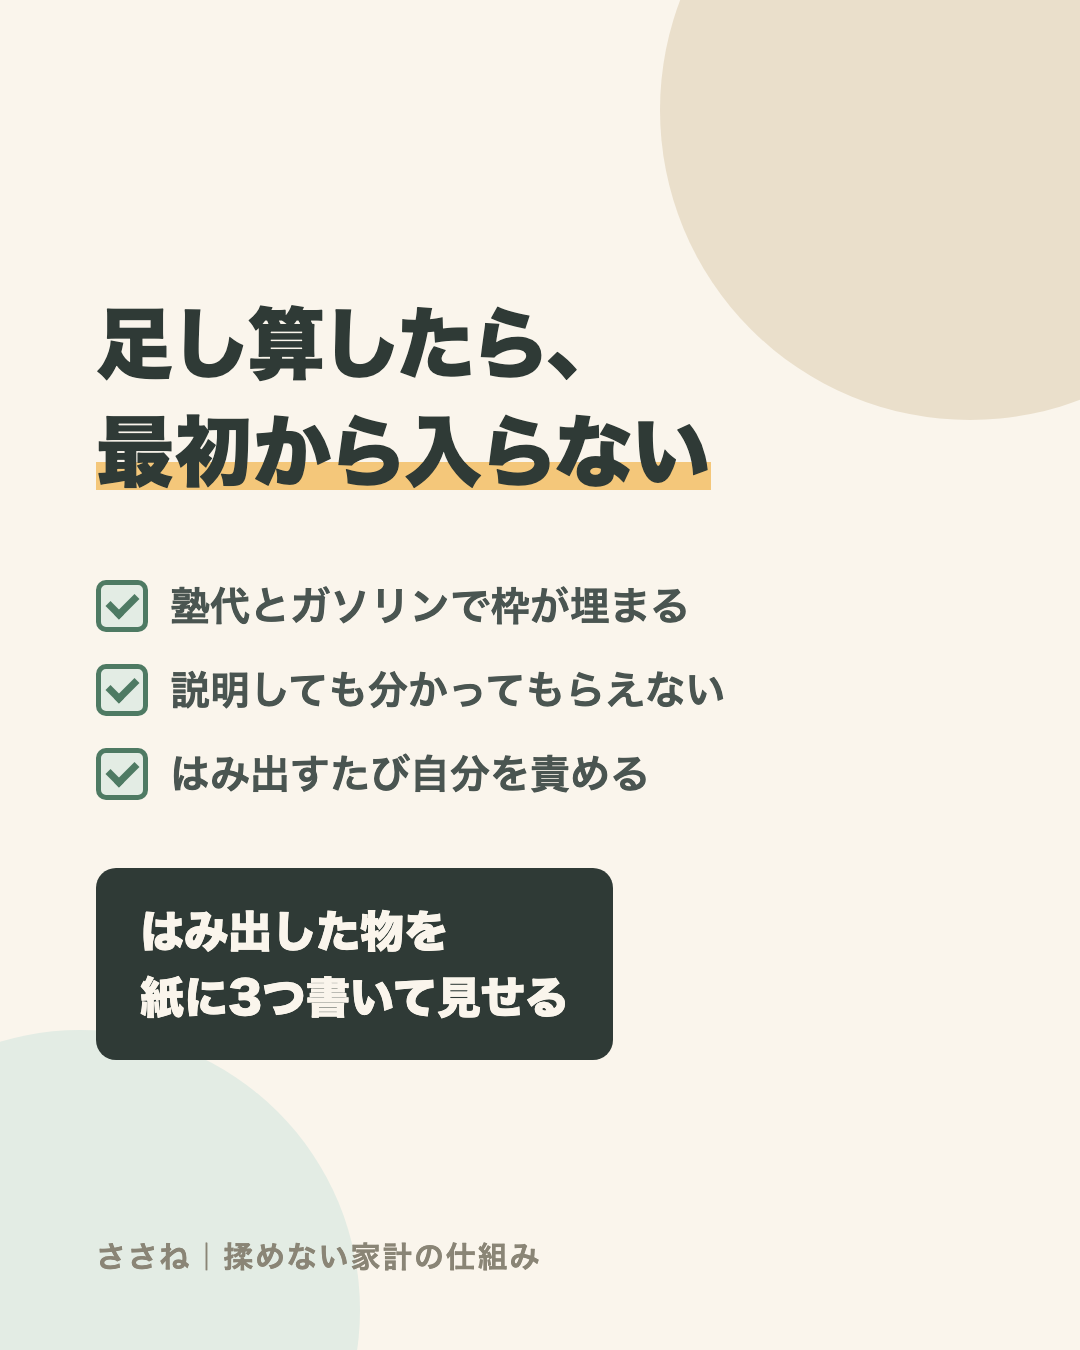 足し算したら、
最初から入らない
塾代とガソリンで枠が埋まる
説明しても分かってもらえない
はみ出すたび自分を責める
はみ出した物を
紙に3つ書いて見せる
ささね｜揉めない家計の仕組み